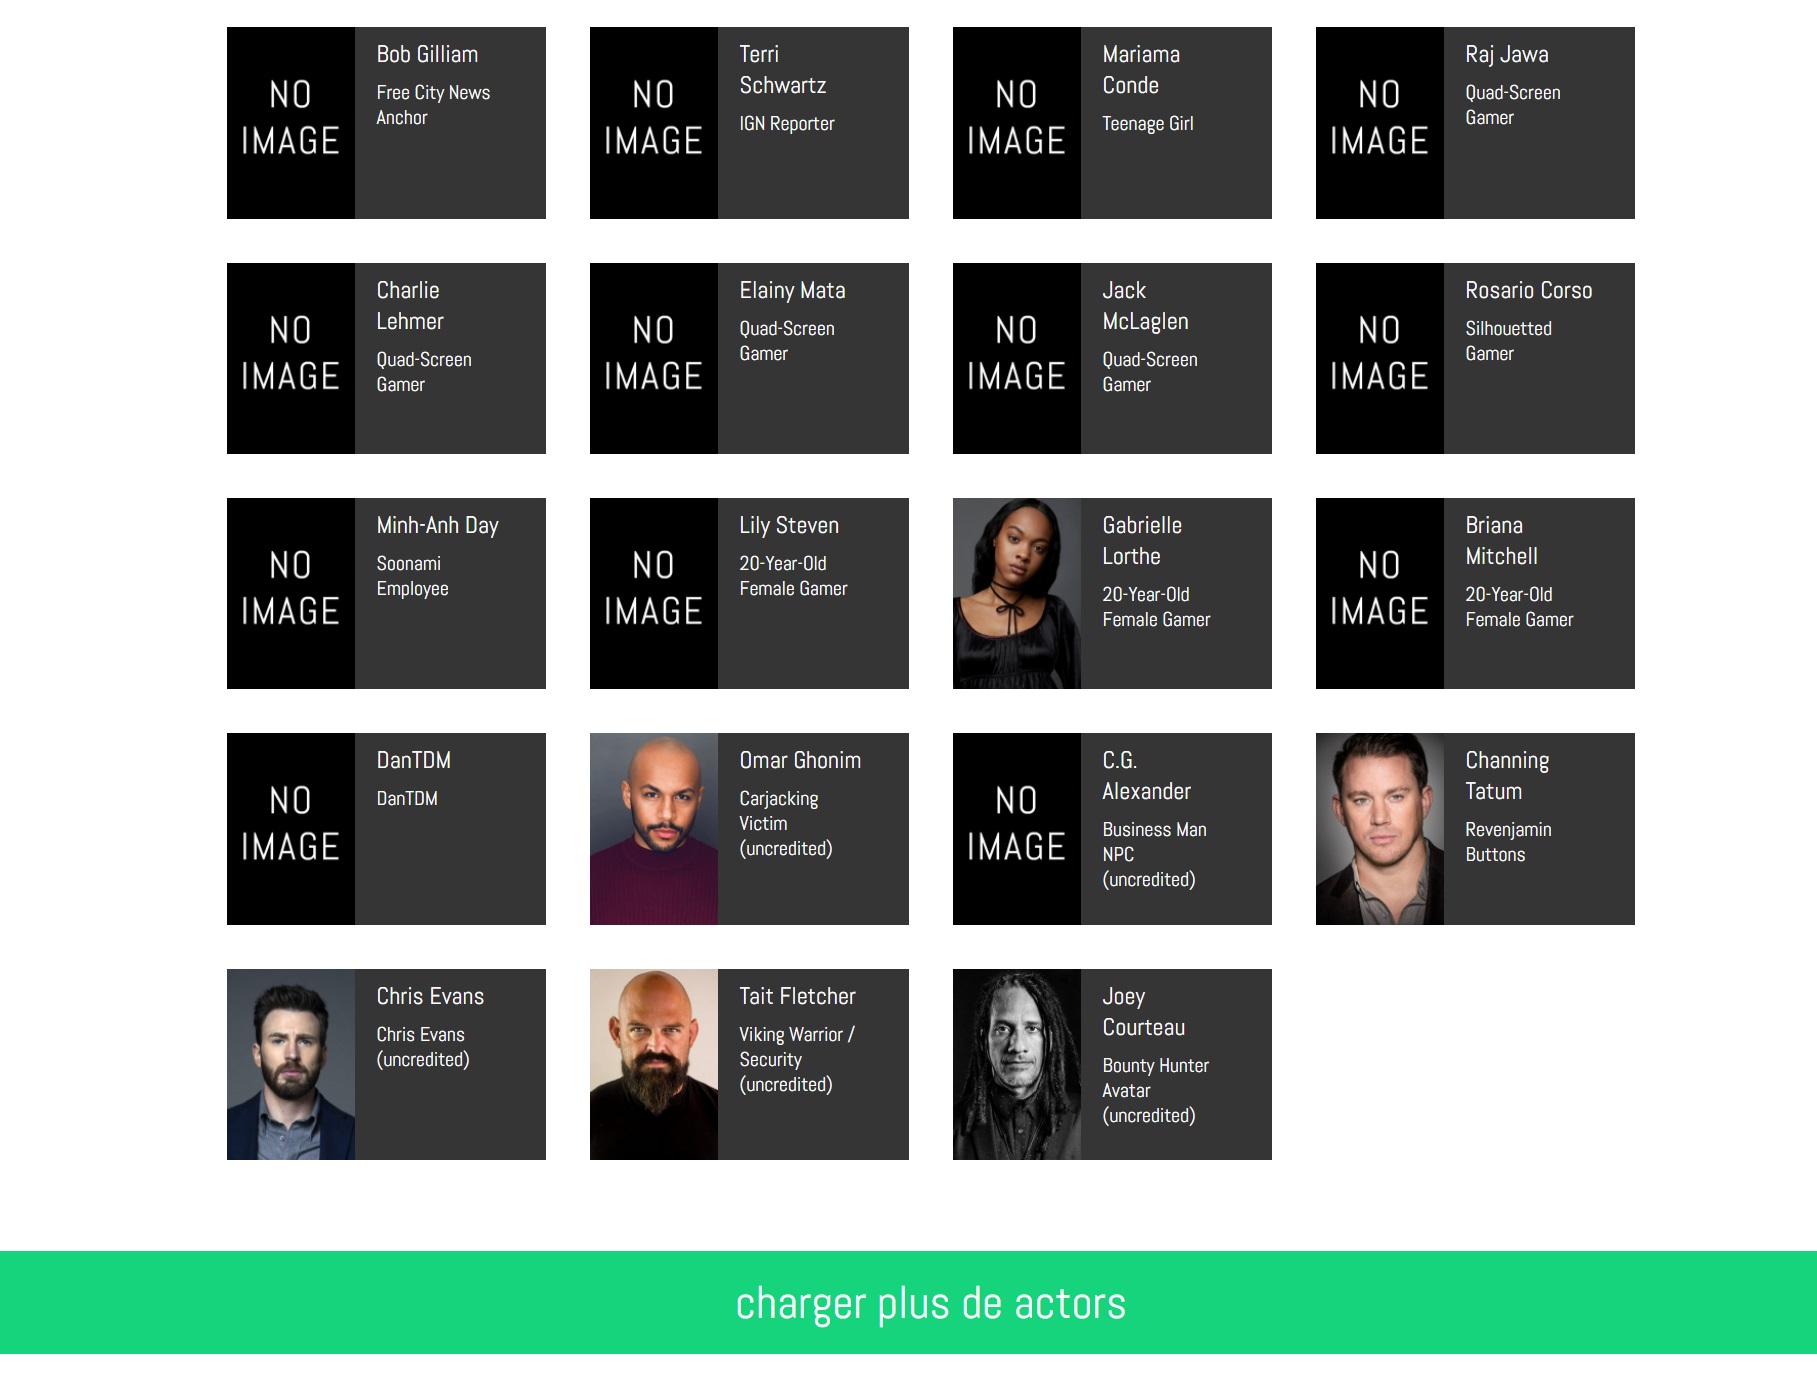 NO
IMAGE
Bob Gilliam
Free City News
Anchor
NO
IMAGE
Terri
Schwartz
IGN Reporter
NO
IMAGE
Mariama
Conde
Teenage Girl
NO
IMAGE
Raj Jawa
Quad-Screen
Gamer
NO
IMAGE
Charlie
Lehmer
Quad-Screen
Gamer
NO
IMAGE
Elainy Mata
Quad-Screen
Gamer
NO
IMAGE
Jack
McLaglen
Quad-Screen
Gamer
NO
IMAGE
Rosario Corso
Silhouetted
Gamer
NO
IMAGE
Minh-Anh Day
Soonami
Employee
NO
IMAGE
Lily Steven
20-Year-Old
Female Gamer
Gabrielle
Lorthe
20-Year-Old
Female Gamer
NO
IMAGE
Briana
Mitchell
20-Year-Old
Female Gamer
NO
IMAGE
DanTDM
DanTDM
Omar Ghonim
Carjacking
Victim
(uncredited)
NO
IMAGE
C.G.
Alexander
Business Man
NPC
(uncredited)
Channing
Tatum
Revenjamin
Buttons
Chris Evans
Chris Evans
(uncredited)
Tait Fletcher
Viking Warrior /
Security
(uncredited)
Joey
Courteau
Bounty Hunter
Avatar
(uncredited)
charger plus de actors